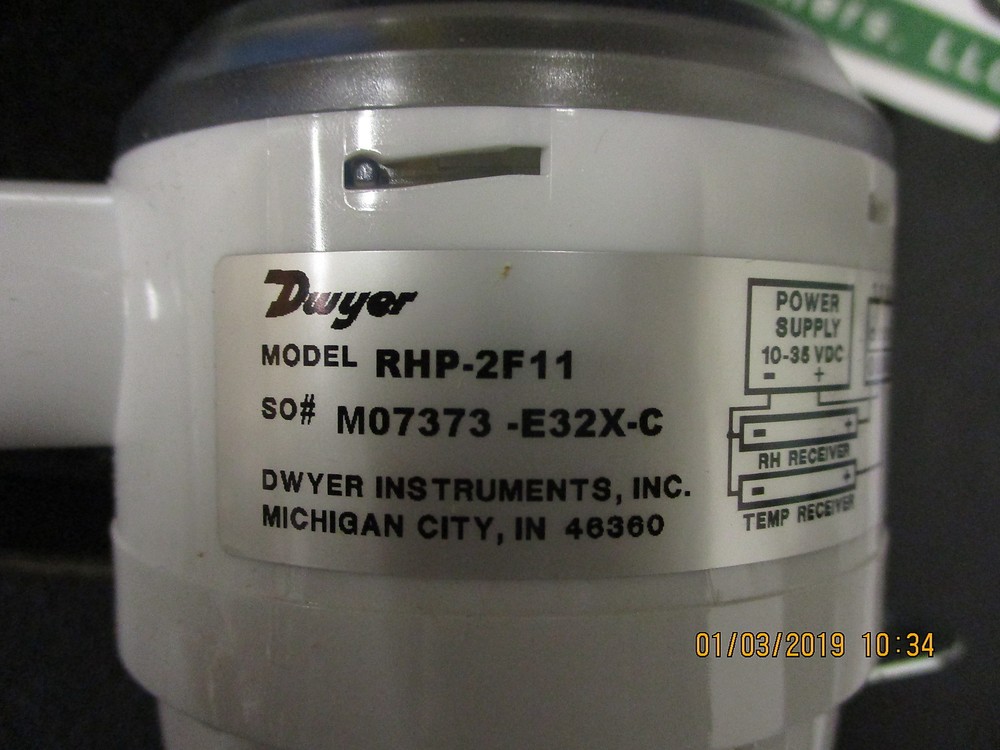 LLC
Dwyer
MODEL RHP-2F11
SO# M07373 -E32X-C
DWYER INSTRUMENTS, INC.
MICHIGAN CITY, IN 46360
POWER
SUPPLY
10-35 VDC
- +
- +
RH RECEIVER
- +
TEMP RECEIVER
01/03/2019 10:34